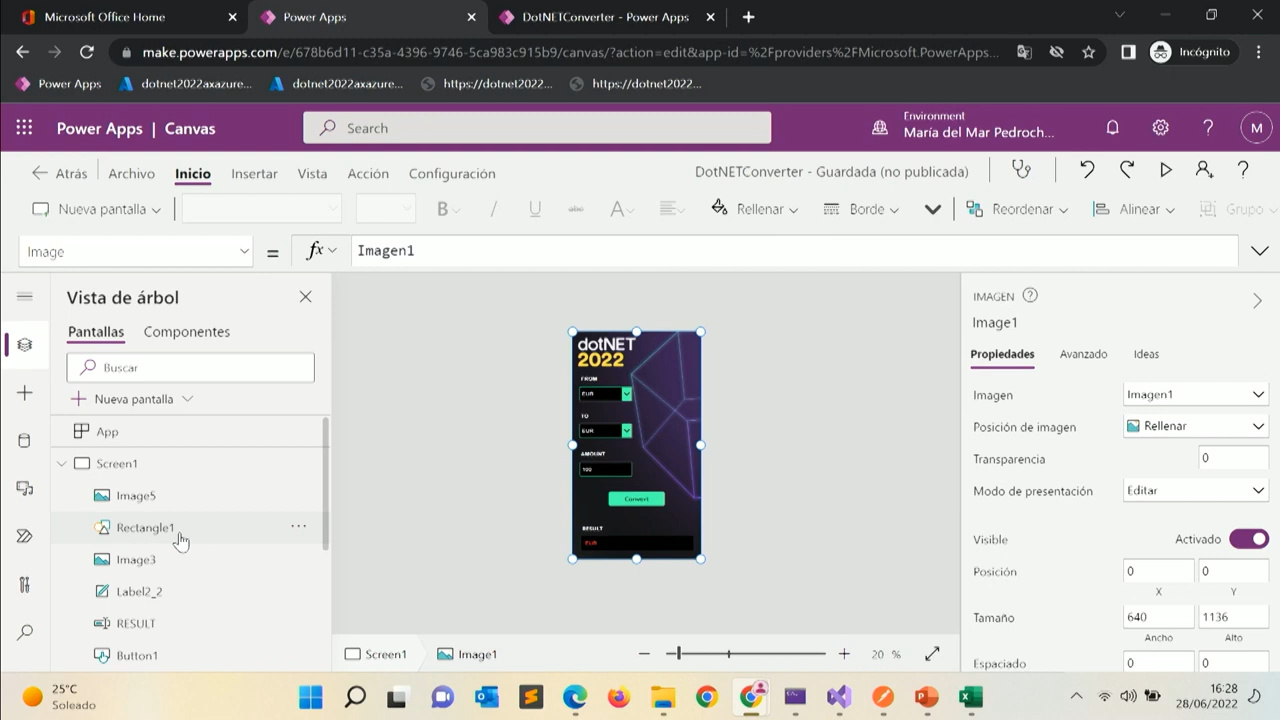 Microsoft Office Home
Power Apps
DotNETConverter - Power Apps
make.powerapps.com/e/678b6d11-c35a-4396-9746-5ca983c915b9/canvas/?action=edit&app-id=%2Fproviders%2FMicrosoft.PowerApps...
Incógnito
Power Apps
dotnet2022axazure...
dotnet2022axazure...
https://dotnet2022...
https://dotnet2022...
Power Apps | Canvas
Search
Environment
María del Mar Pedroch...
M
Atrás
Archivo
Inicio
Insertar
Vista
Acción
Configuración
DotNETConverter - Guardada (no publicada)
Nueva pantalla
B
I
U
abc
A
Rellenar
Borde
Reordenar
Alinear
Grupo
Image
=
fx
Imagen1
Vista de árbol
Pantallas
Componentes
Buscar
Nueva pantalla
App
Screen1
Image5
Rectangle1
Image3
Label2_2
RESULT
Button1
dotNET
2022
FROM
EUR
TO
EUR
AMOUNT
100
Convert
RESULT
EUR
Screen1
Image1
20 %
IMAGEN
Image1
Propiedades
Avanzado
Ideas
Imagen
Imagen1
Posición de imagen
Rellenar
Transparencia
0
Modo de presentación
Editar
Visible
Activado
Posición
0
0
X
Y
Tamaño
640
1136
Ancho
Alto
Espaciado
0
0
25°C
Soleado
16:28
28/06/2022